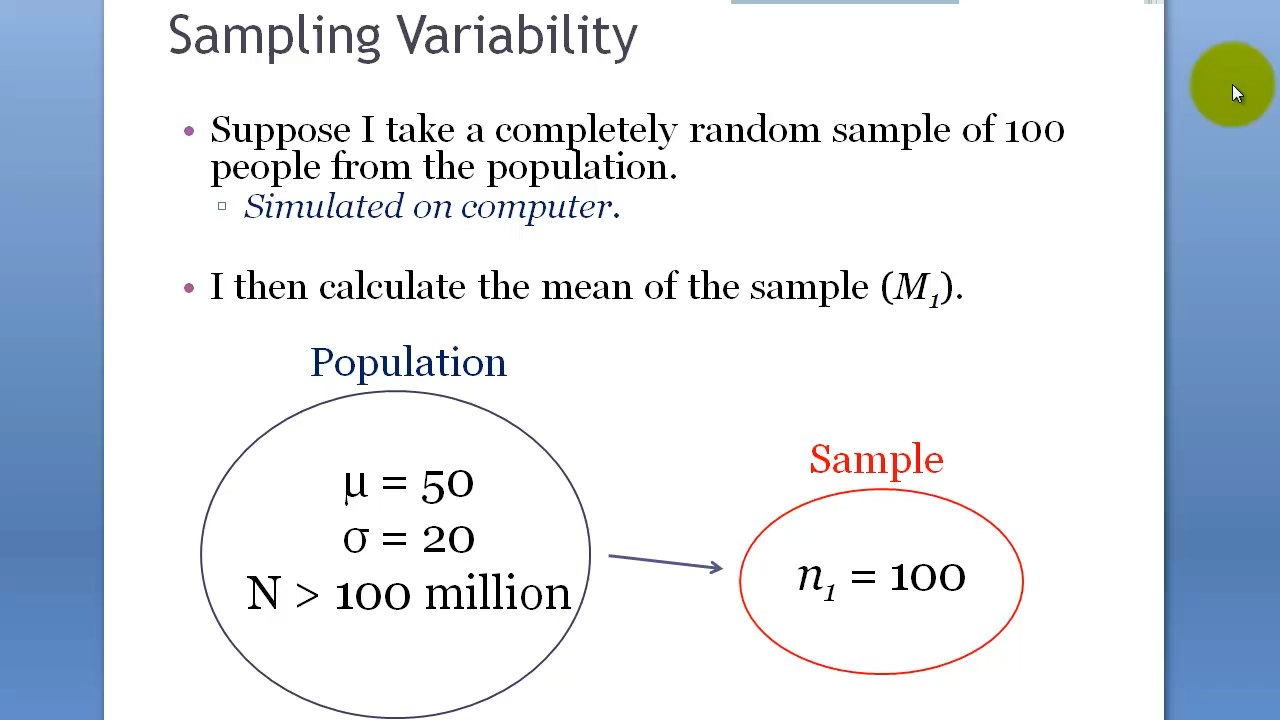 Sampling Variability
• Suppose I take a completely random sample of 100
people from the population.
▫ Simulated on computer.
• I then calculate the mean of the sample (M₁).
Population
μ = 50
σ = 20
N > 100 million
Sample
n₁ = 100